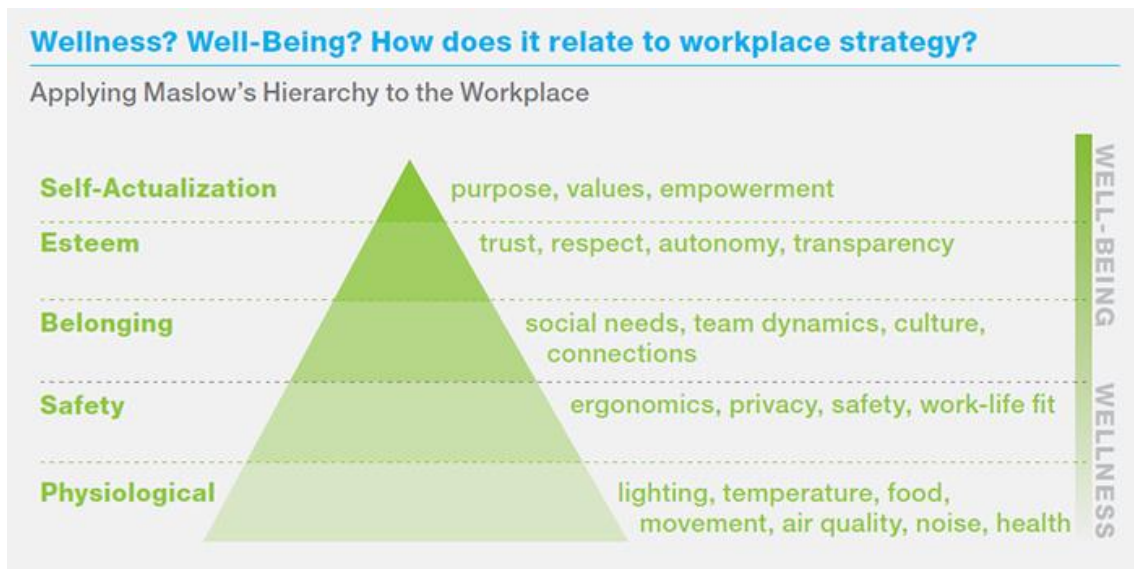 Wellness? Well-Being? How does it relate to workplace strategy?
Applying Maslow's Hierarchy to the Workplace
Self-Actualization
purpose, values, empowerment
Esteem
trust, respect, autonomy, transparency
Belonging
social needs, team dynamics, culture,
connections
Safety
ergonomics, privacy, safety, work-life fit
Physiological
lighting, temperature, food,
movement, air quality, noise, health
WELL-BEING
WELLNESS